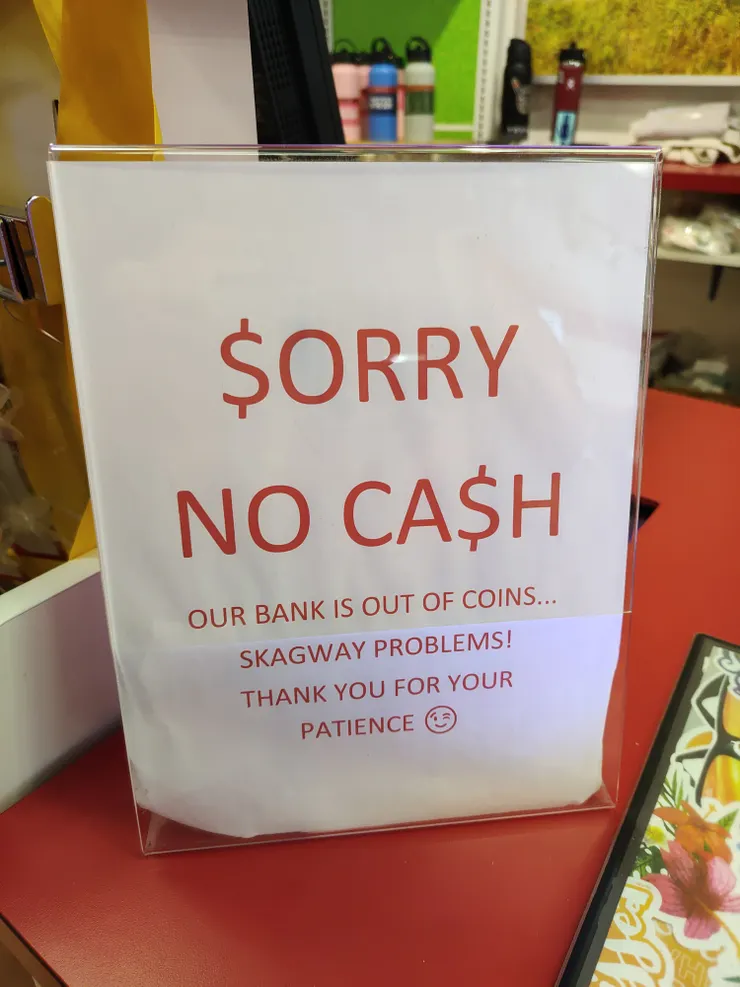 $ORRY
NO CA$H
OUR BANK IS OUT OF COINS...
SKAGWAY PROBLEMS!
THANK YOU FOR YOUR
PATIENCE 😉